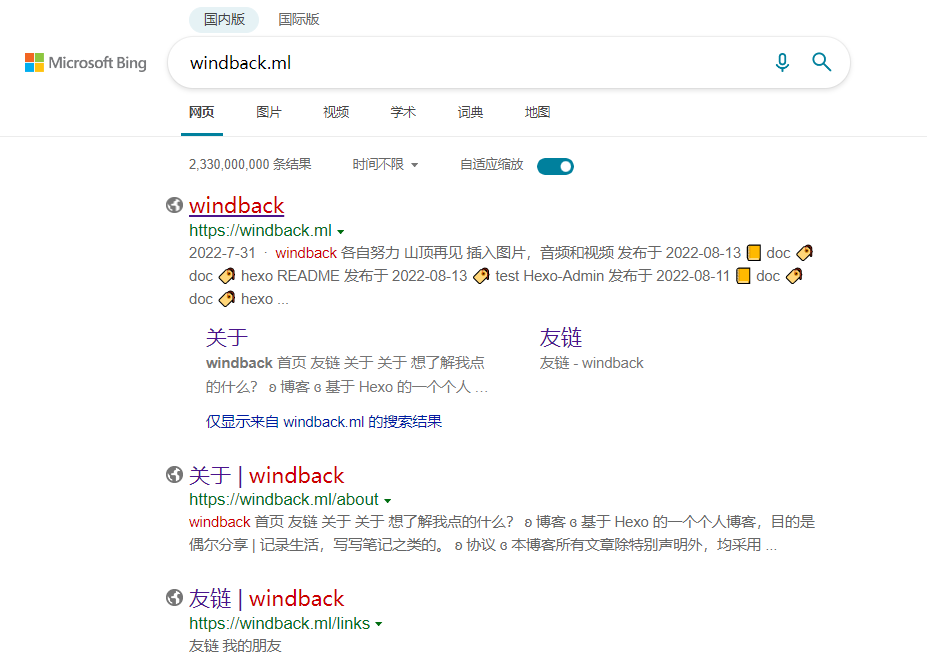 国内版 国际版
Microsoft Bing windback.ml
网页 图片 视频 学术 词典 地图
2,330,000,000 条结果 时间不限 自适应缩放
windback
https://windback.ml
2022-7-31 · windback 各自努力 山顶再见 插入图片，音频和视频 发布于 2022-08-13 📒 doc 🏷️
doc 🏷️ hexo README 发布于 2022-08-13 🏷️ test Hexo-Admin 发布于 2022-08-11 📒 doc 🏷️
doc 🏷️ hexo ...
关于 友链
windback 首页 友链 关于 关于 想了解我点 友链 - windback
的什么？ ʚ 博客 ɞ 基于 Hexo 的一个个人 …
仅显示来自 windback.ml 的搜索结果
关于 | windback
https://windback.ml/about
windback 首页 友链 关于 关于 想了解我点的什么？ ʚ 博客 ɞ 基于 Hexo 的一个个人博客，目的是
偶尔分享 | 记录生活，写写笔记之类的。 ʚ 协议 ɞ 本博客所有文章除特别声明外，均采用 ...
友链 | windback
https://windback.ml/links
友链 我的朋友